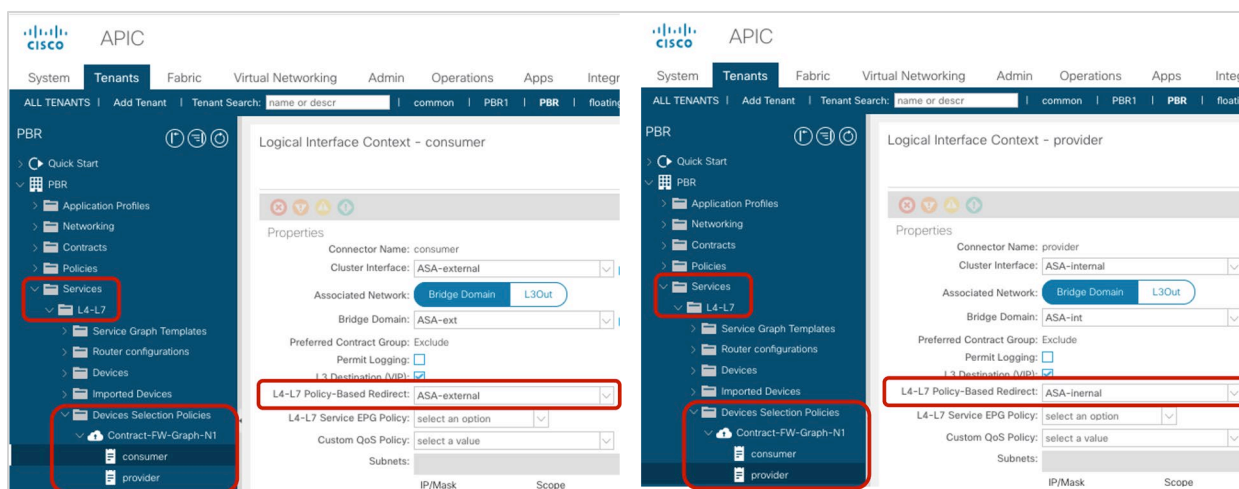 CISCO APIC
System Tenants Fabric Virtual Networking Admin Operations Apps Integr
ALL TENANTS | Add Tenant | Tenant Search: name or descr | common | PBR1 | PBR | floating
PBR
Quick Start
PBR
Application Profiles
Networking
Contracts
Policies
Services
L4-L7
Service Graph Templates
Router configurations
Devices
Imported Devices
Devices Selection Policies
Contract-FW-Graph-N1
consumer
provider
Logical Interface Context - consumer
Properties
Connector Name: consumer
Cluster Interface: ASA-external
Associated Network: Bridge Domain L3Out
Bridge Domain: ASA-ext
Preferred Contract Group: Exclude
Permit Logging:
L3 Destination (VIP):
L4-L7 Policy-Based Redirect: ASA-external
L4-L7 Service EPG Policy: select an option
Custom QoS Policy: select a value
Subnets:
IP/Mask Scope
CISCO APIC
System Tenants Fabric Virtual Networking Admin Operations Apps Integ
ALL TENANTS | Add Tenant | Tenant Search: name or descr | common | PBR1 | PBR | floati
PBR
Quick Start
PBR
Application Profiles
Networking
Contracts
Policies
Services
L4-L7
Service Graph Templates
Router configurations
Devices
Imported Devices
Devices Selection Policies
Contract-FW-Graph-N1
consumer
provider
Logical Interface Context - provider
Properties
Connector Name: provider
Cluster Interface: ASA-internal
Associated Network: Bridge Domain L3Out
Bridge Domain: ASA-int
Preferred Contract Group: Exclude
Permit Logging:
L3 Destination (VIP):
L4-L7 Policy-Based Redirect: ASA-inernal
L4-L7 Service EPG Policy: select an option
Custom QoS Policy: select a value
Subnets:
IP/Mask Scope